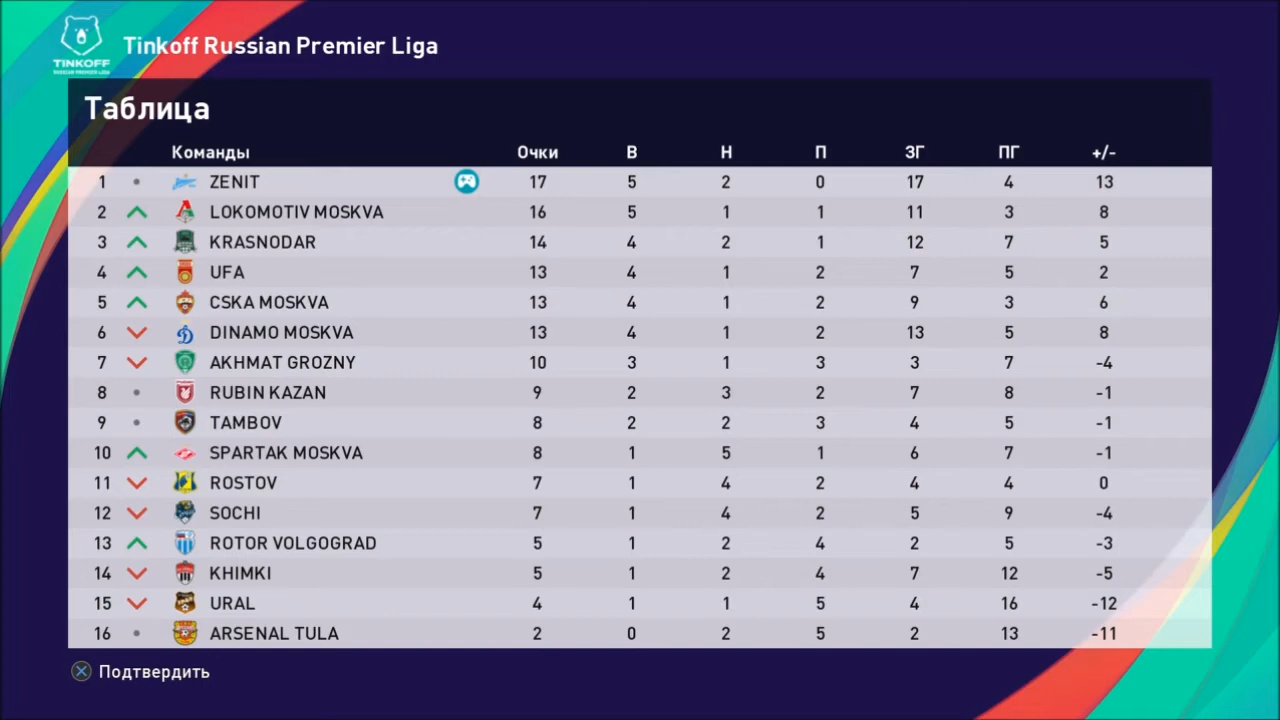 Tinkoff Russian Premier Liga
TINKOFF
RUSSIAN PREMIER LIGA
Таблица
Команды Очки В Н П ЗГ ПГ +/-
1 ZENIT 17 5 2 0 17 4 13
2 LOKOMOTIV MOSKVA 16 5 1 1 11 3 8
3 KRASNODAR 14 4 2 1 12 7 5
4 UFA 13 4 1 2 7 5 2
5 CSKA MOSKVA 13 4 1 2 9 3 6
6 DINAMO MOSKVA 13 4 1 2 13 5 8
7 AKHMAT GROZNY 10 3 1 3 3 7 -4
8 RUBIN KAZAN 9 2 3 2 7 8 -1
9 TAMBOV 8 2 2 3 4 5 -1
10 SPARTAK MOSKVA 8 1 5 1 6 7 -1
11 ROSTOV 7 1 4 2 4 4 0
12 SOCHI 7 1 4 2 5 9 -4
13 ROTOR VOLGOGRAD 5 1 2 4 2 5 -3
14 KHIMKI 5 1 2 4 7 12 -5
15 URAL 4 1 1 5 4 16 -12
16 ARSENAL TULA 2 0 2 5 2 13 -11
Подтвердить